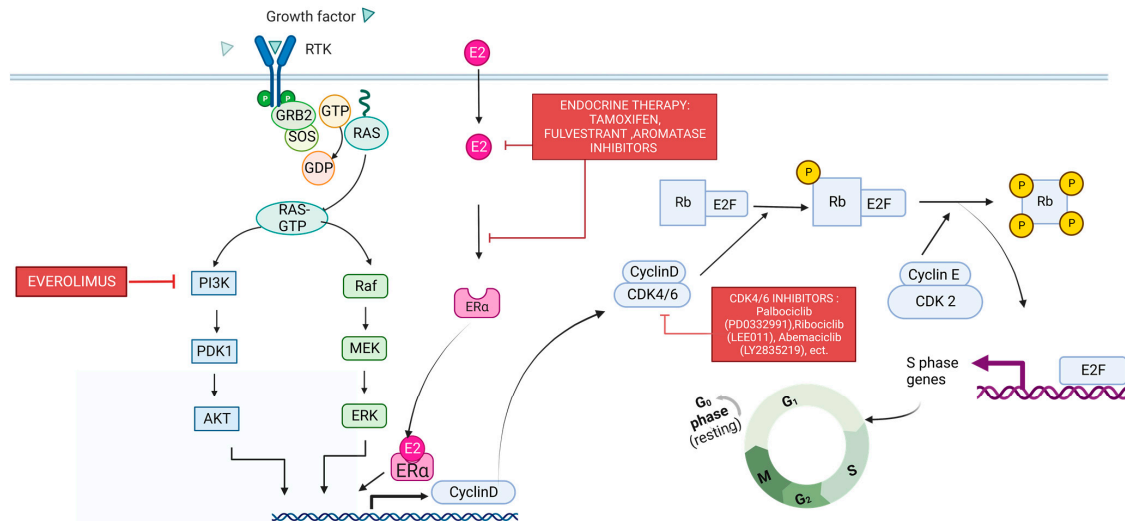 Growth factor
RTK
P
P
GRB2
SOS
GTP
GDP
RAS
RAS-
GTP
EVEROLIMUS
PI3K
PDK1
AKT
Raf
MEK
ERK
E2
E2
ENDOCRINE THERAPY:
TAMOXIFEN,
FULVESTRANT ,AROMATASE
INHIBITORS
ERα
E2
ERα
CyclinD
CyclinD
CDK4/6
CDK4/6 INHIBITORS :
Palbociclib
(PD0332991),Ribociclib
(LEE011), Abemaciclib
(LY2835219), ect.
Rb
E2F
P
Rb
E2F
Cyclin E
CDK 2
P
P
Rb
P
P
S phase
genes
E2F
G₀
phase
(resting)
G₁
S
G₂
M